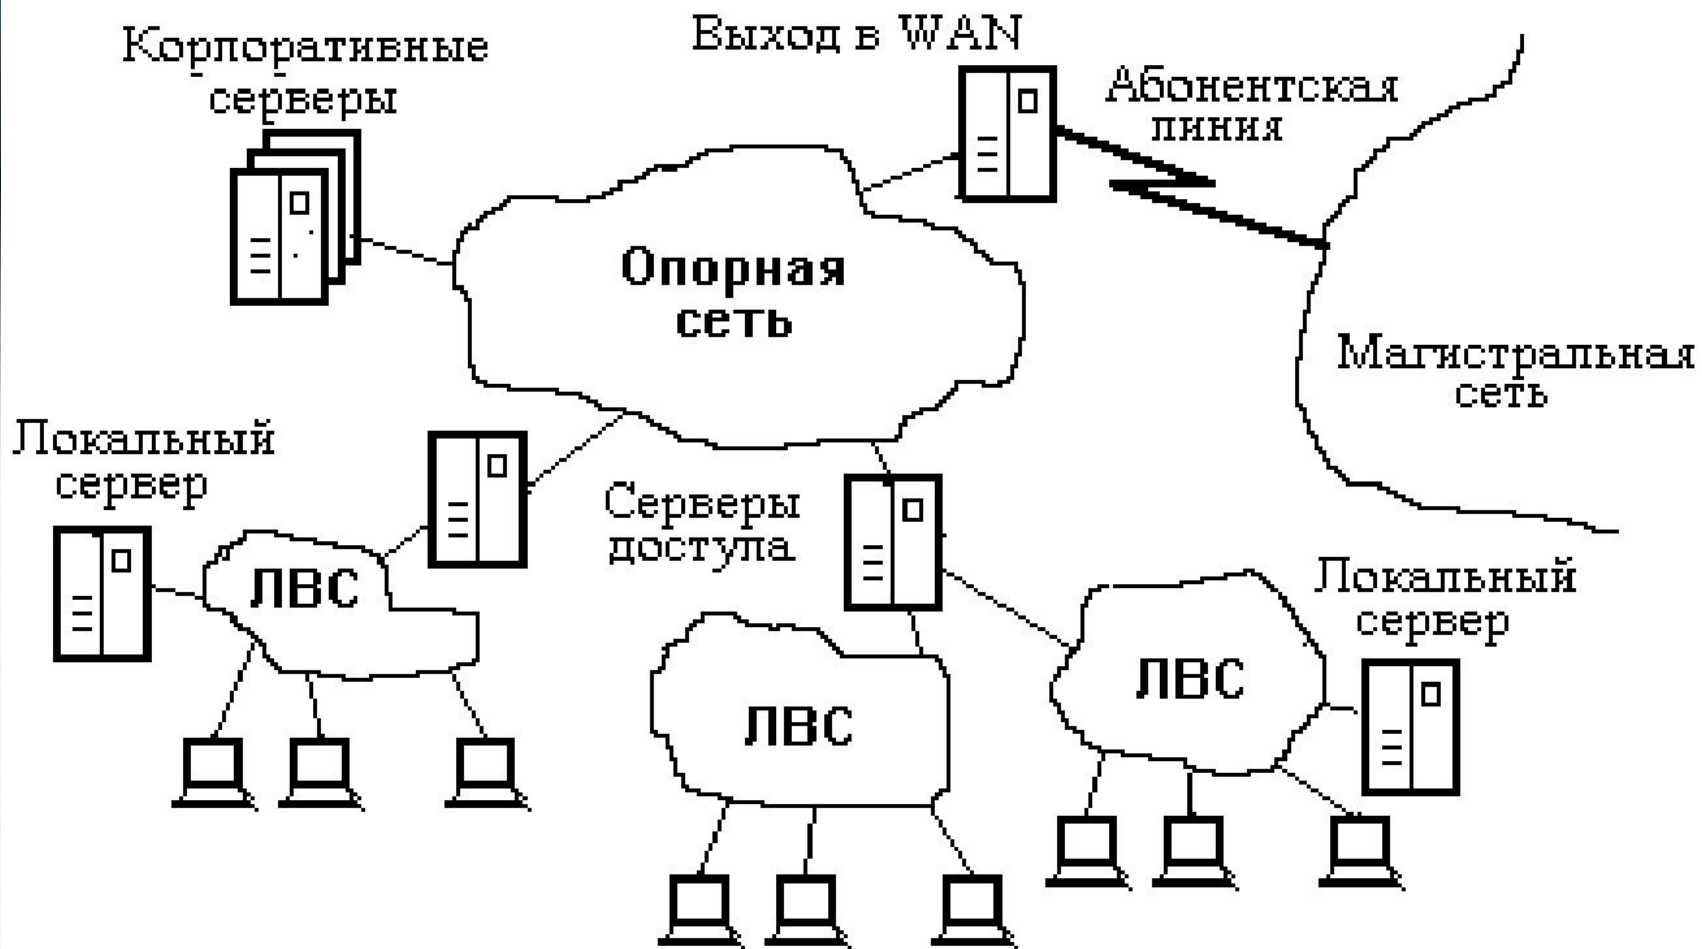 Корпоративные
серверы
Выход в WAN
Абонентская
линия
Опорная
сеть
Магистральная
сеть
Локальный
сервер
Серверы
доступа
ЛВС
Локальный
сервер
ЛВС
ЛВС